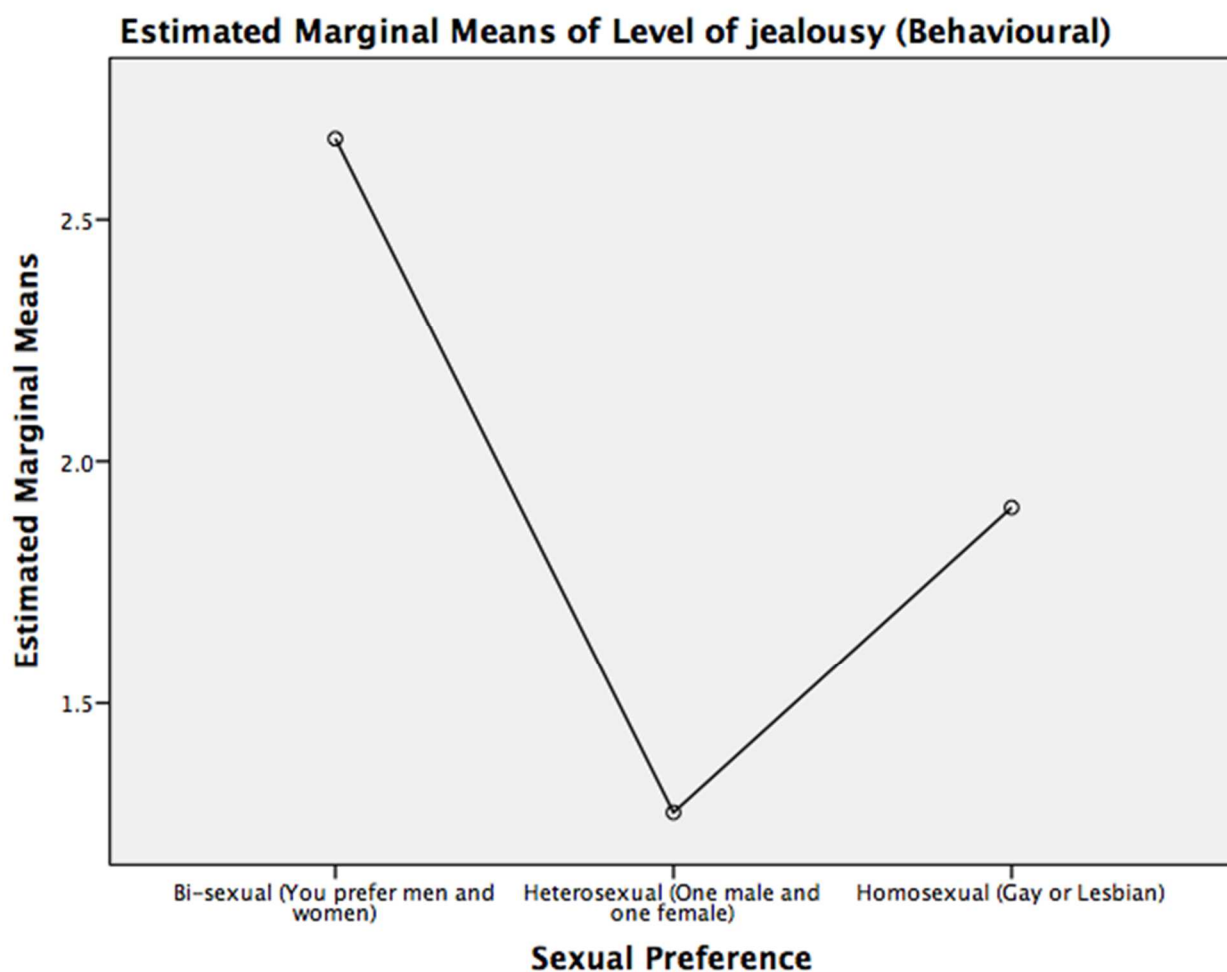 Estimated Marginal Means of Level of jealousy (Behavioural)
Estimated Marginal Means
2.5
2.0
1.5
Bi-sexual (You prefer men and
women)
Heterosexual (One male and
one female)
Homosexual (Gay or Lesbian)
Sexual Preference